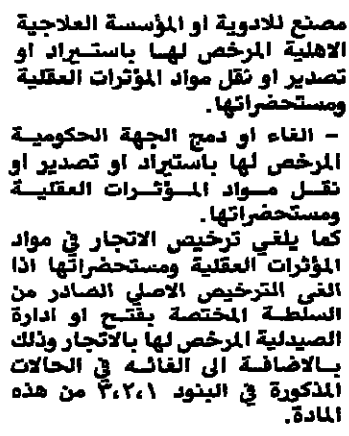 مصنع للادوية او المؤسسة العلاجية
الاهلية المرخص لها باستيراد او
تصدير او نقل مواد المؤثرات العقلية
ومستحضراتها.
- الغاء او دمج الجهة الحكومية
المرخص لها باستيراد او تصدير او
نقل مواد المؤثرات العقلية
ومستحضراتها.
كما يلغي ترخيص الاتجار في مواد
المؤثرات العقلية ومستحضراتها اذا
الغى الترخيص الاصلي الصادر من
السلطة المختصة بفتح او ادارة
الصيدلية المرخص لها بالاتجار وذلك
بالاضافة الى الغائه في الحالات
المذكورة في البنود ٣،٢،١ من هذه
المادة.